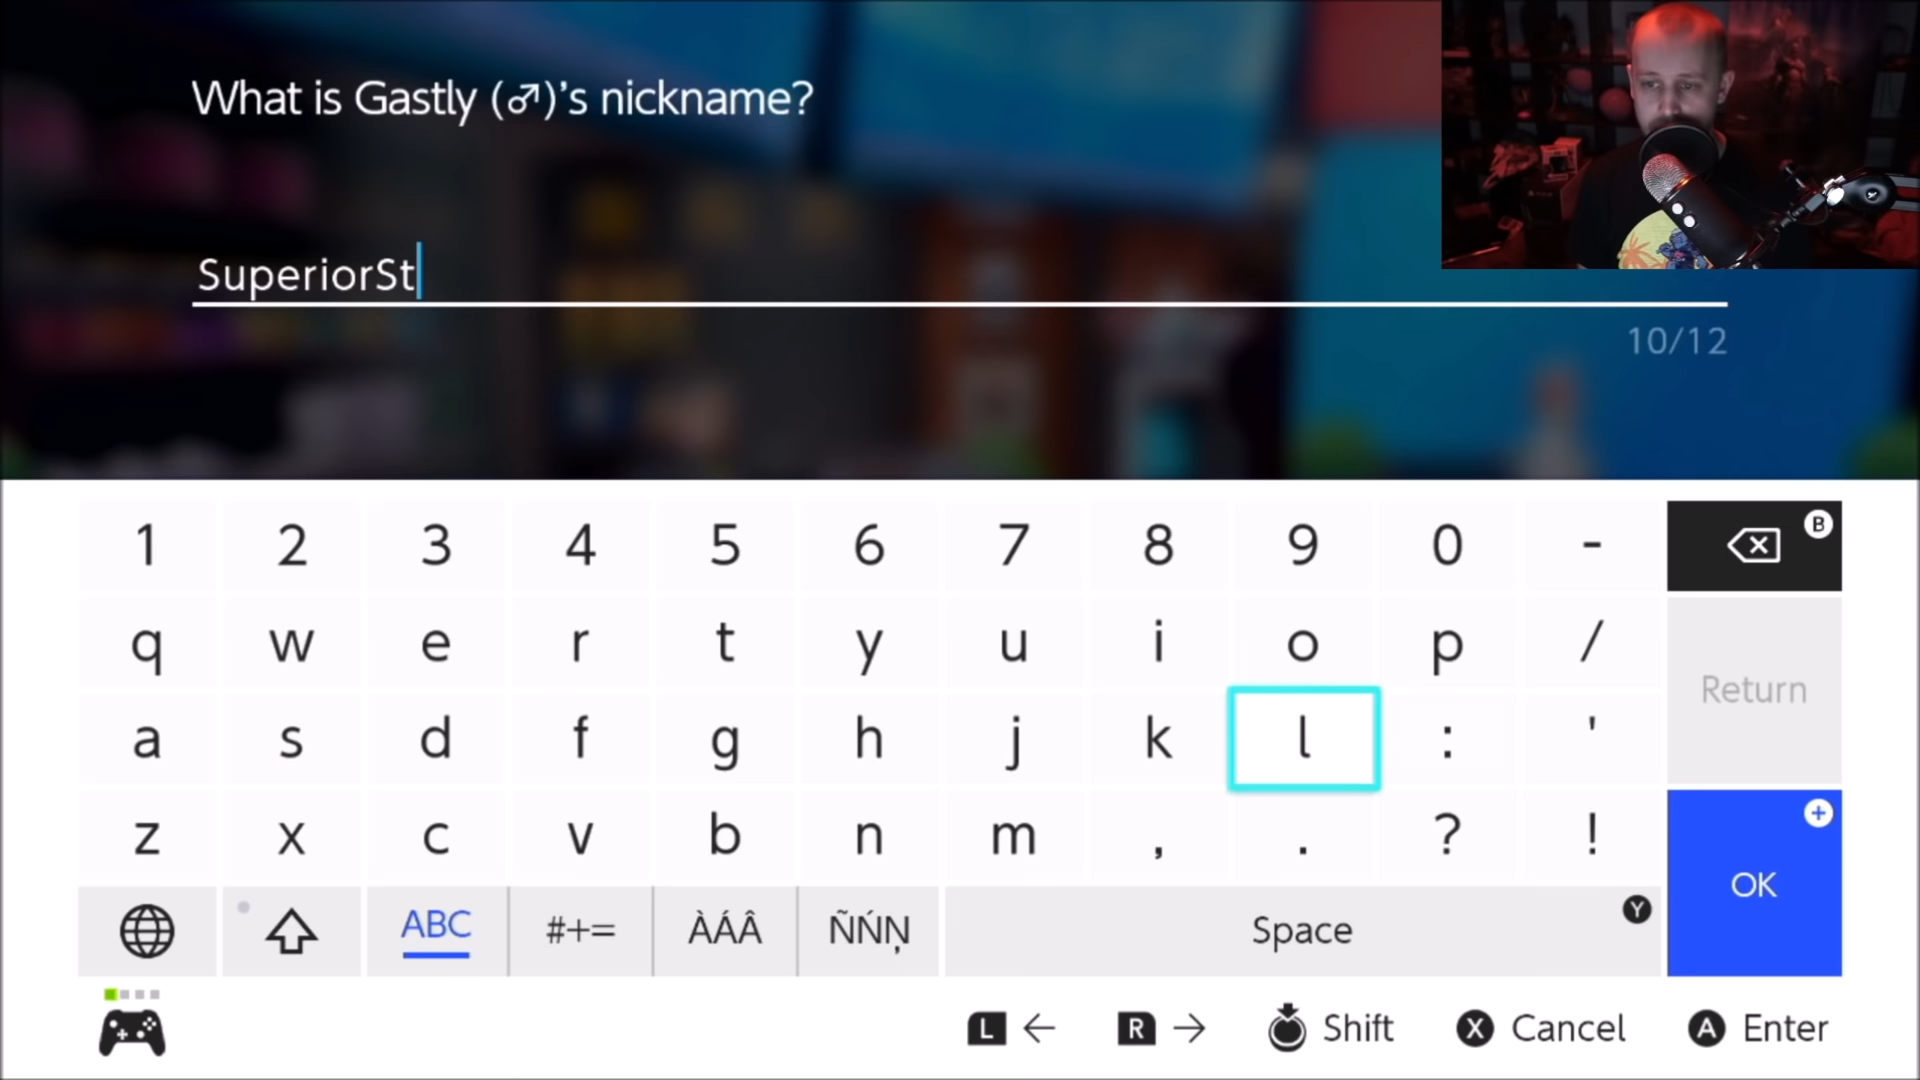 What is Gastly (♂)'s nickname?
SuperiorSt
10/12
1 2 3 4 5 6 7 8 9 0 - B
q w e r t y u i o p / Return
a s d f g h j k l : '
z x c v b n m , . ? ! + OK
ABC #+= ÀÁÂ ÑŃŅ Space Y
L ← R → Shift X Cancel A Enter